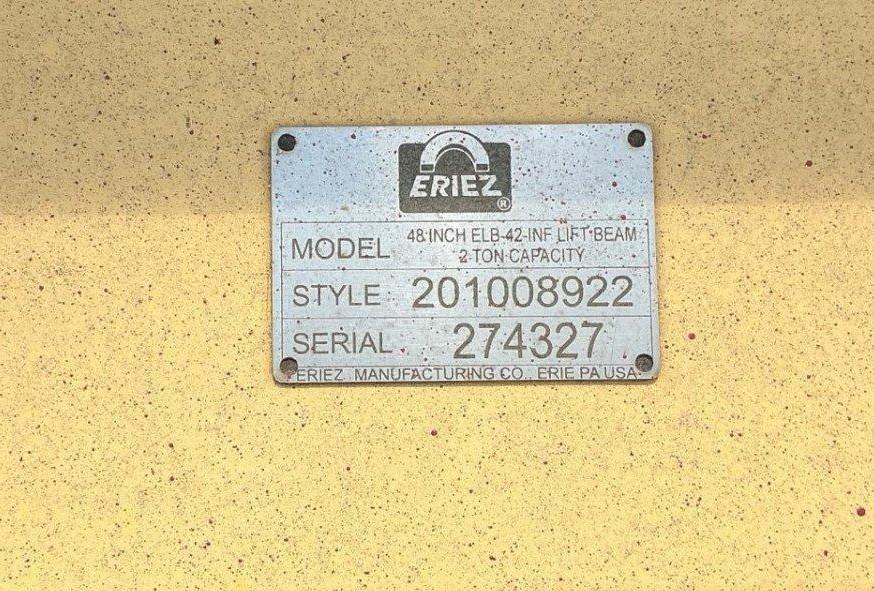 ERIEZ
®
MODEL 48 INCH ELB-42-INF LIFT BEAM
2 TON CAPACITY
STYLE 201008922
SERIAL 274327
ERIEZ MANUFACTURING CO. ERIE PA USA